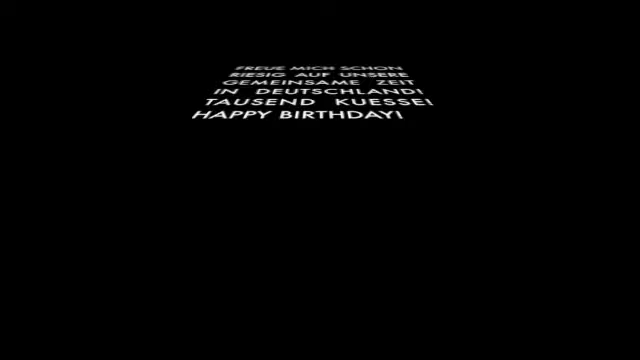 FREUE MICH SCHON
RIESIG AUF UNSERE
GEMEINSAME ZEIT
IN DEUTSCHLAND!
TAUSEND KUESSE!
HAPPY BIRTHDAY!